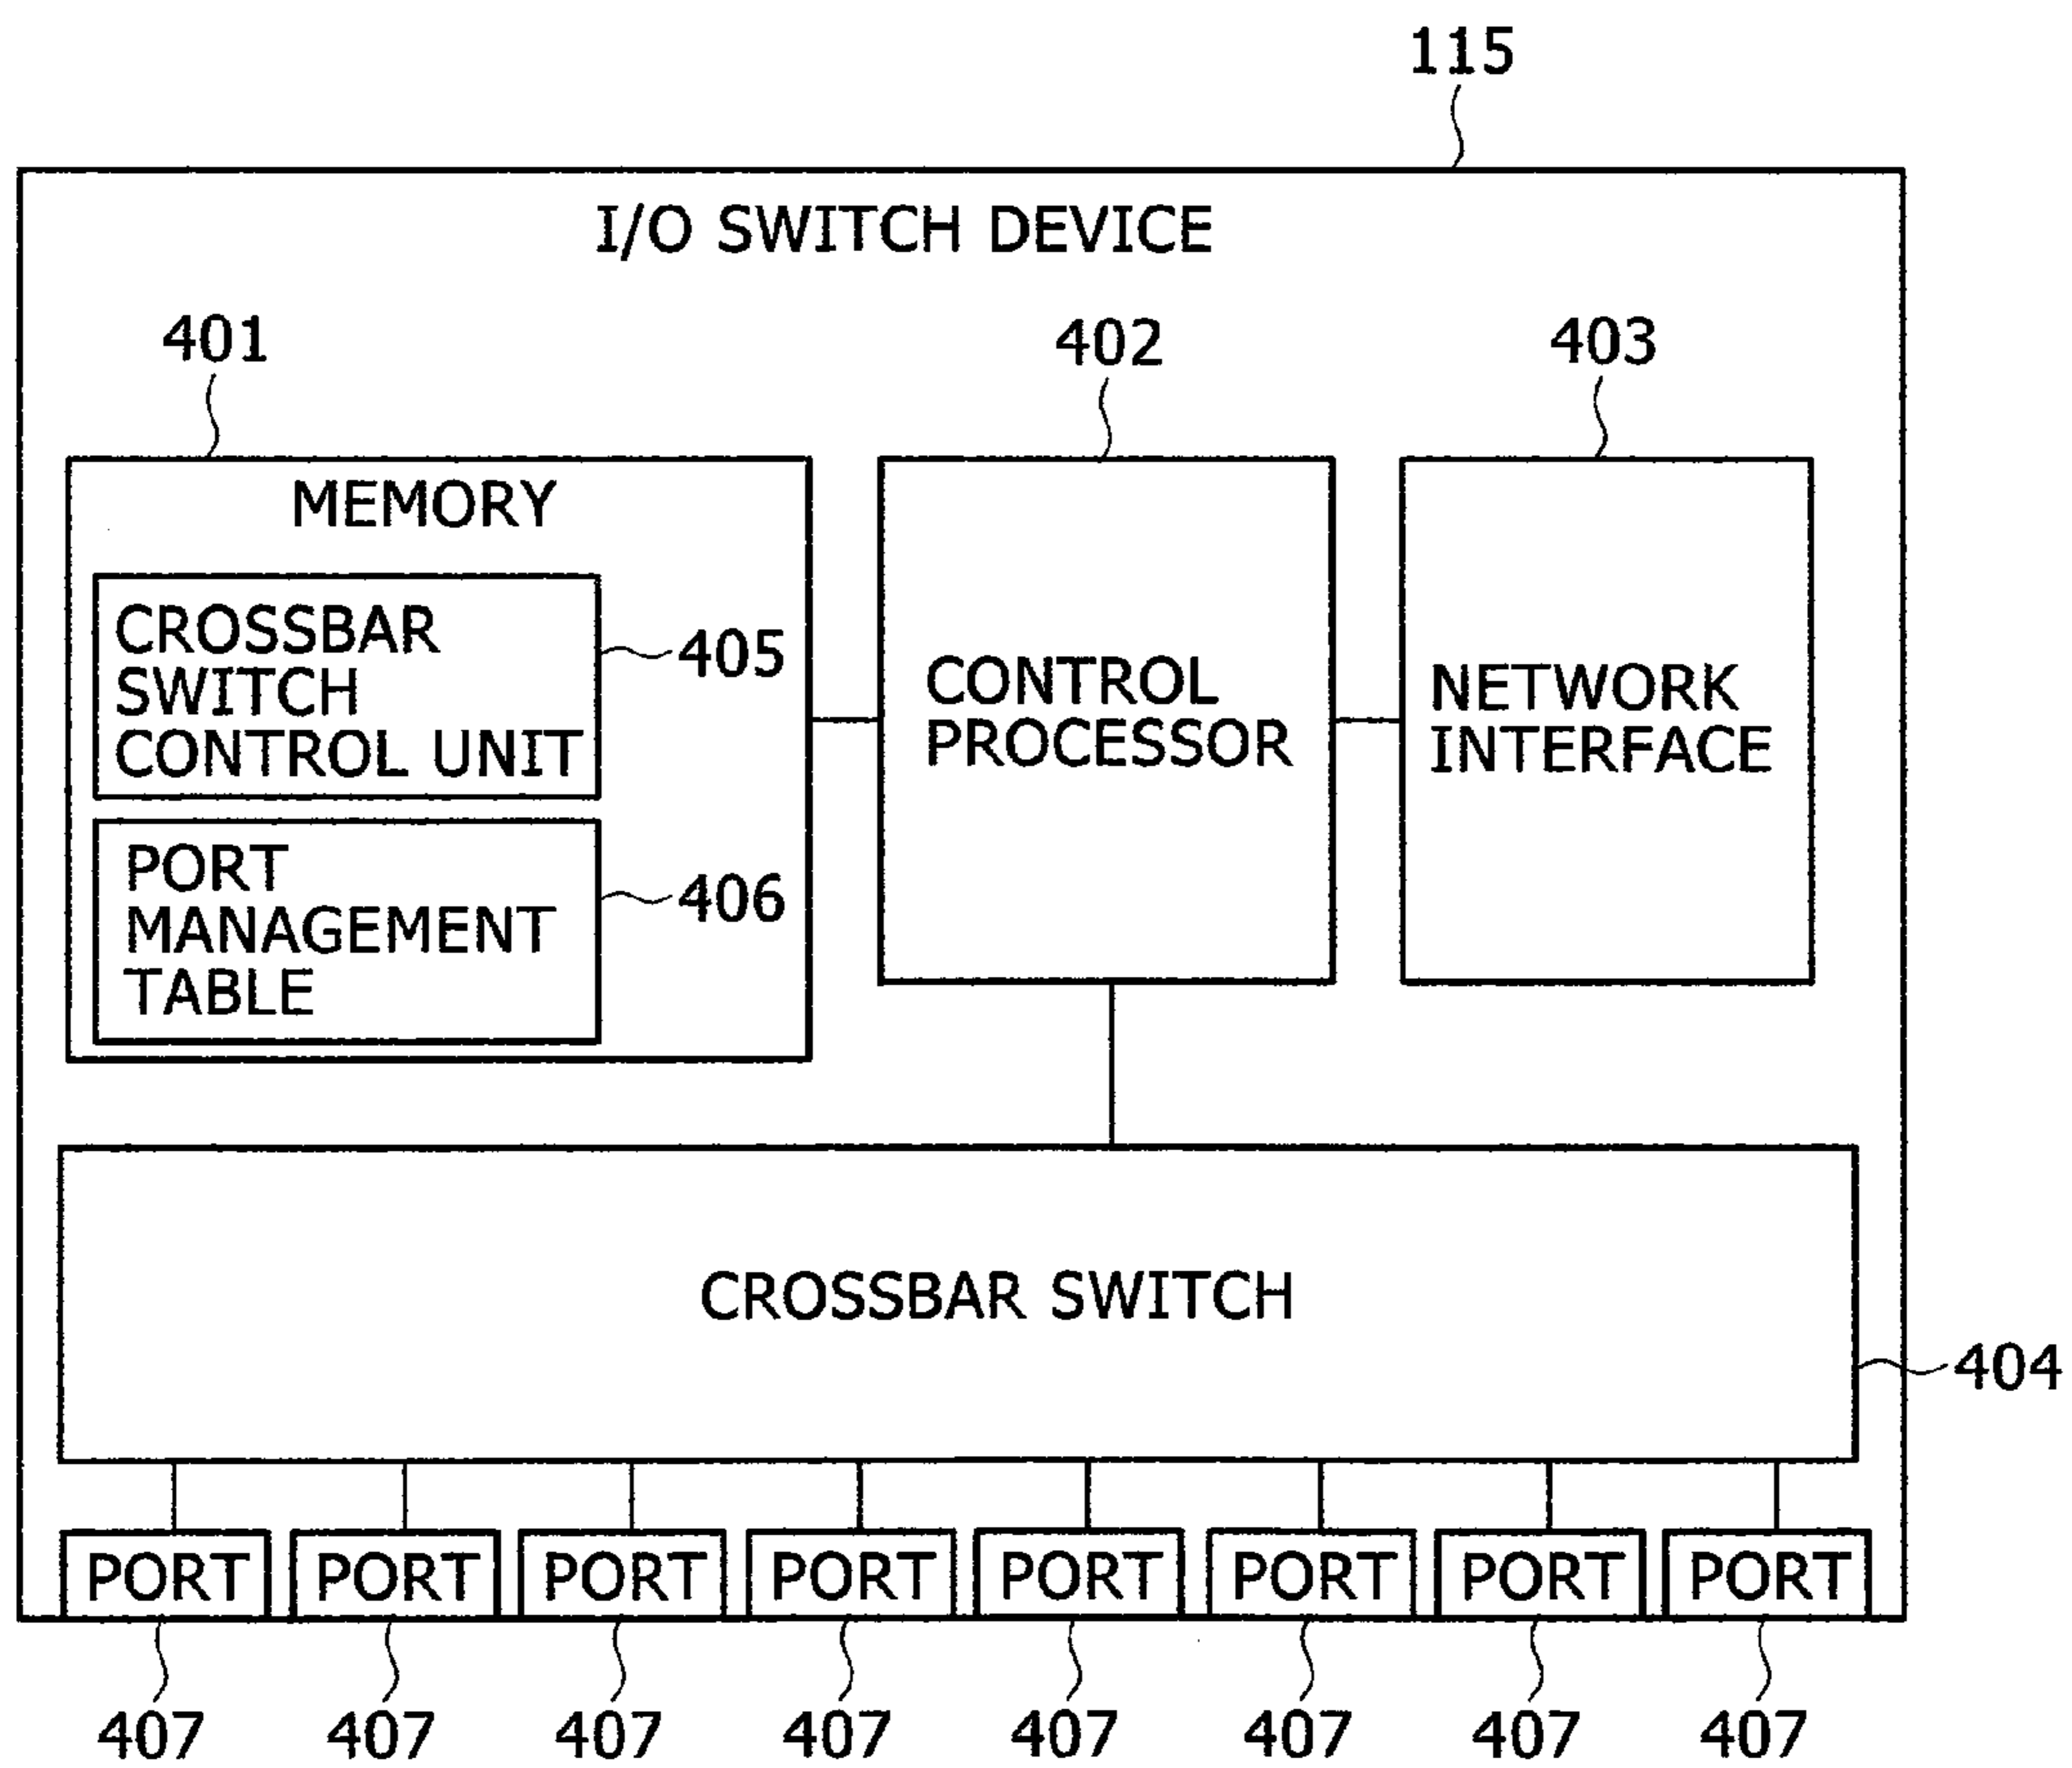 115
I/O SWITCH DEVICE
401
402
403
MEMORY
CROSSBAR
SWITCH
CONTROL UNIT
405
PORT
MANAGEMENT
TABLE
406
CONTROL
PROCESSOR
NETWORK
INTERFACE
CROSSBAR SWITCH
404
PORT PORT PORT PORT PORT PORT PORT PORT
407 407 407 407 407 407 407 407